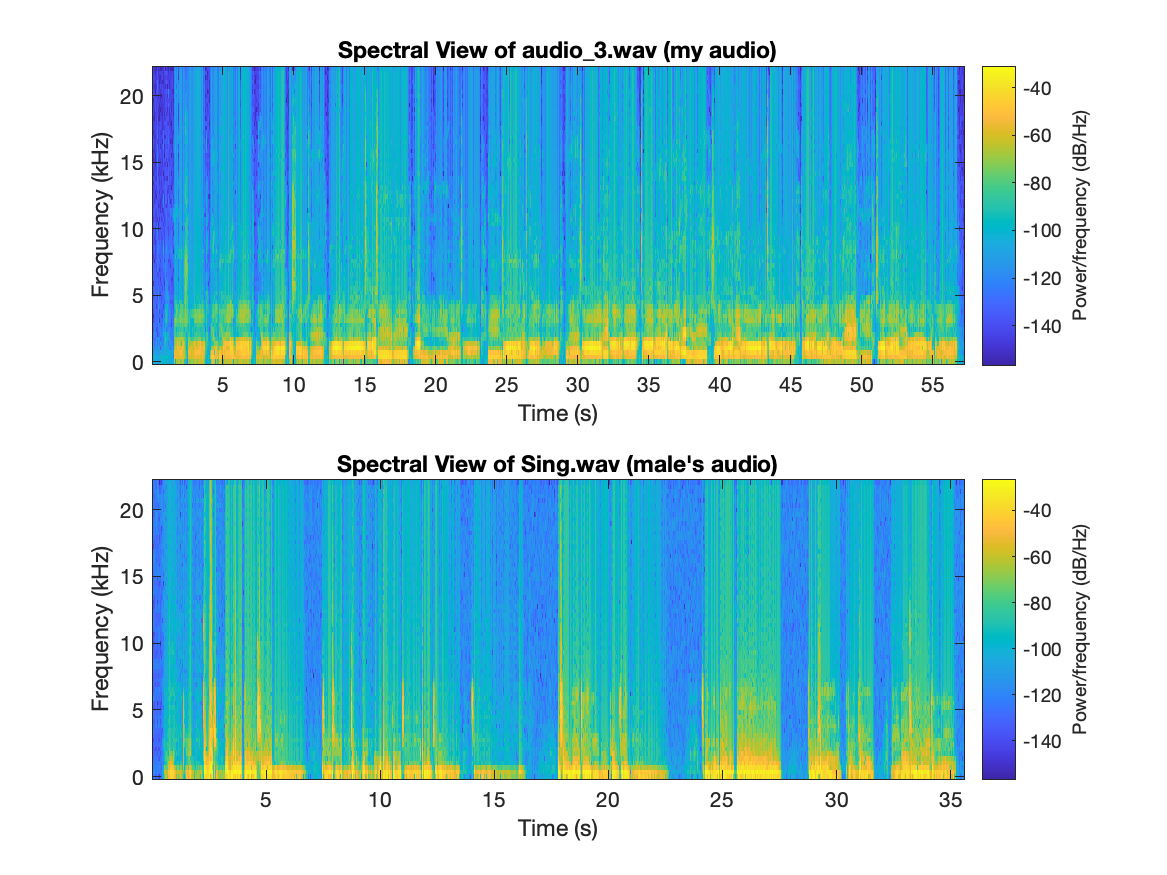 Spectral View of audio_3.wav (my audio)
20
15
10
5
0
Frequency (kHz)
5 10 15 20 25 30 35 40 45 50 55
Time (s)
-40
-60
-80
-100
-120
-140
Power/frequency (dB/Hz)
Spectral View of Sing.wav (male's audio)
20
15
10
5
0
Frequency (kHz)
5 10 15 20 25 30 35
Time (s)
-40
-60
-80
-100
-120
-140
Power/frequency (dB/Hz)